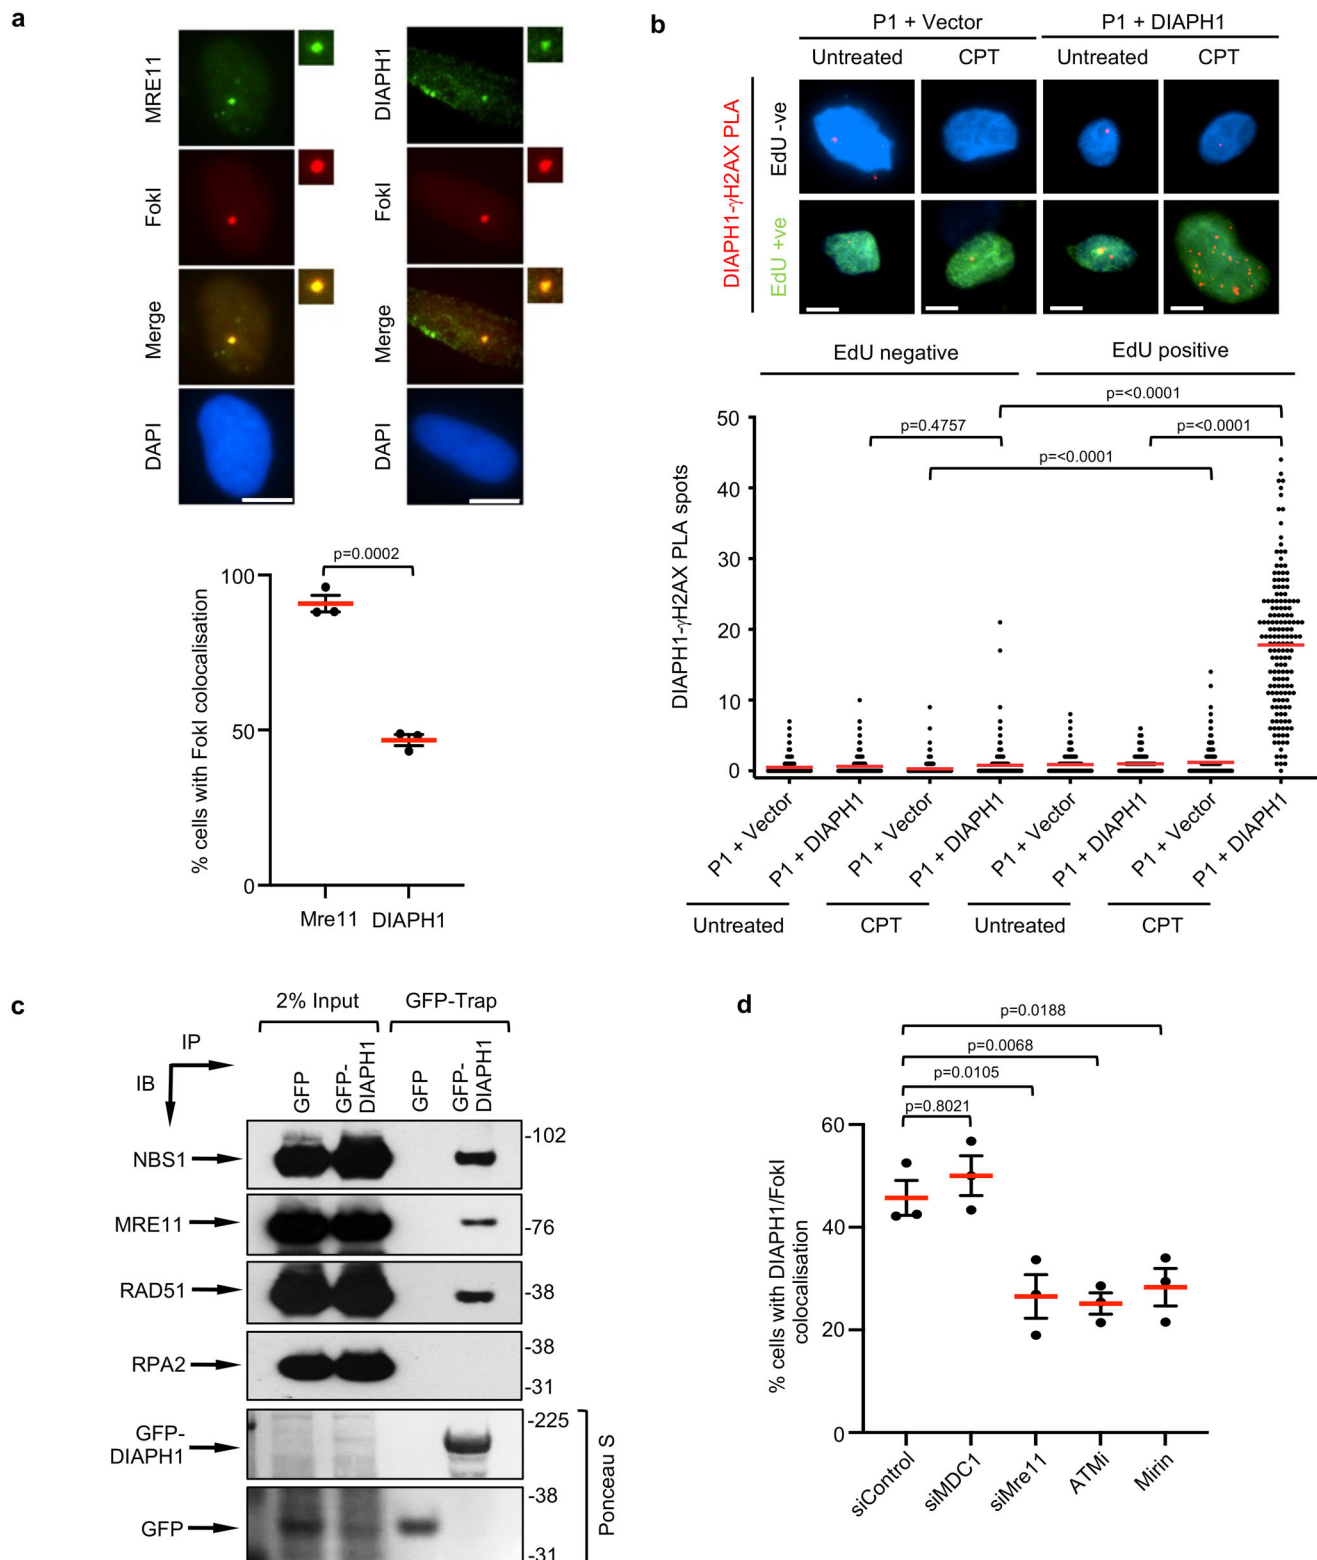 a
MRE11
FokI
Merge
DAPI
DIAPH1
FokI
Merge
DAPI
p=0.0002
% cells with FokI colocalisation
100
50
0
Mre11
DIAPH1
b
P1 + Vector
P1 + DIAPH1
Untreated
CPT
Untreated
CPT
DIAPH1-γH2AX PLA
EdU -ve
EdU +ve
EdU negative
EdU positive
p=<0.0001
p=0.4757
p=<0.0001
p=<0.0001
DIAPH1-γH2AX PLA spots
50
40
30
20
10
0
P1 + Vector
P1 + DIAPH1
P1 + Vector
P1 + DIAPH1
P1 + Vector
P1 + DIAPH1
P1 + Vector
P1 + DIAPH1
Untreated
CPT
Untreated
CPT
c
2% Input
GFP-Trap
IP
IB
GFP
GFP-
DIAPH1
GFP
GFP-
DIAPH1
NBS1
-102
MRE11
-76
RAD51
-38
RPA2
-38
-31
GFP-
DIAPH1
-225
GFP
-38
-31
Ponceau S
d
p=0.0188
p=0.0068
p=0.0105
p=0.8021
% cells with DIAPH1/FokI
colocalisation
60
40
20
0
siControl
siMDC1
siMre11
ATMi
Mirin